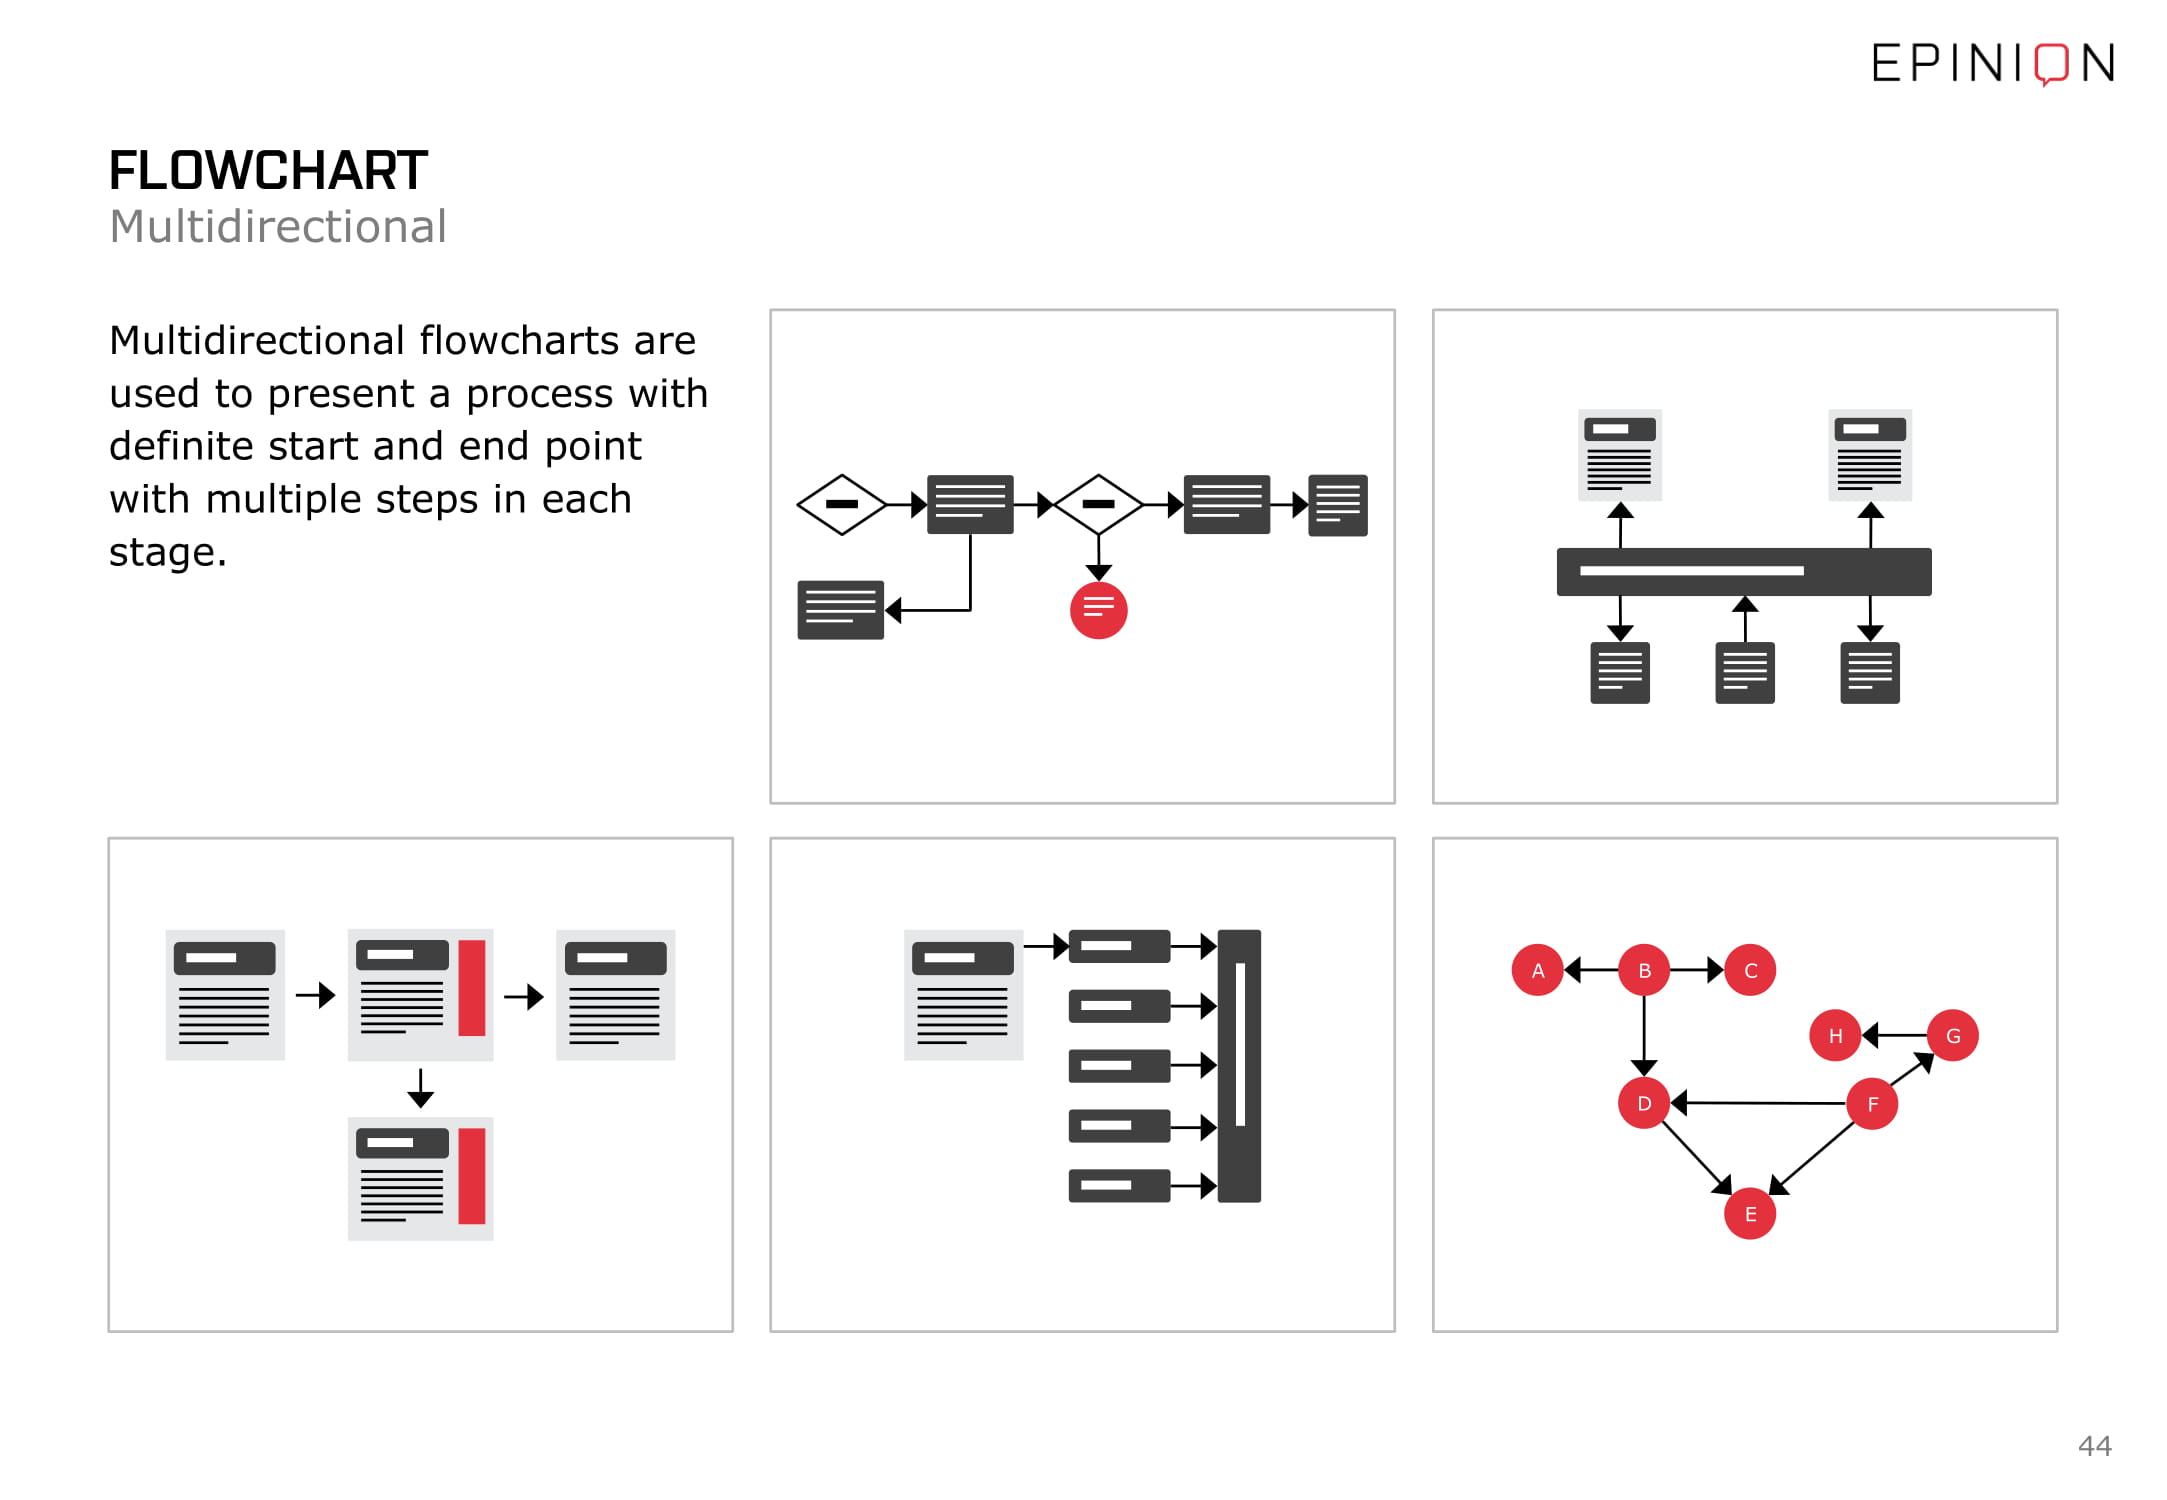 EPINION
FLOWCHART
Multidirectional
Multidirectional flowcharts are
used to present a process with
definite start and end point
with multiple steps in each
stage.
A
B
C
H
G
D
F
E
44